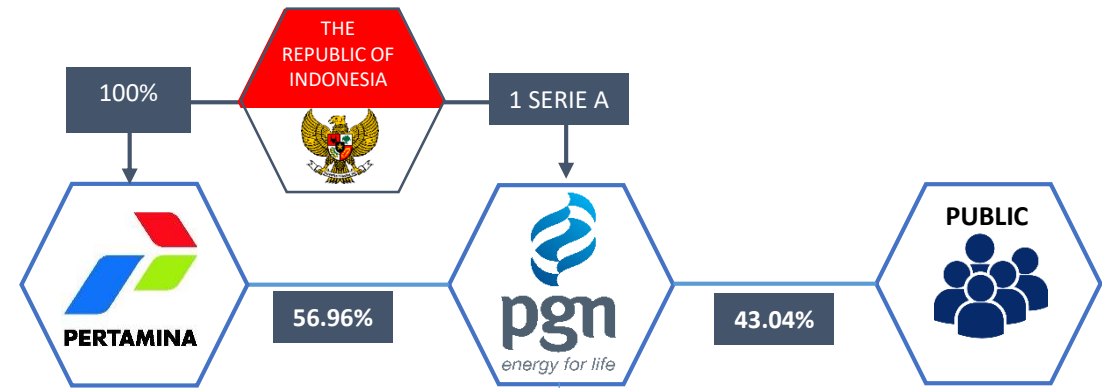 THE
REPUBLIC OF
INDONESIA
100%
1 SERIE A
PERTAMINA
56.96%
pgn
energy for life
43.04%
PUBLIC